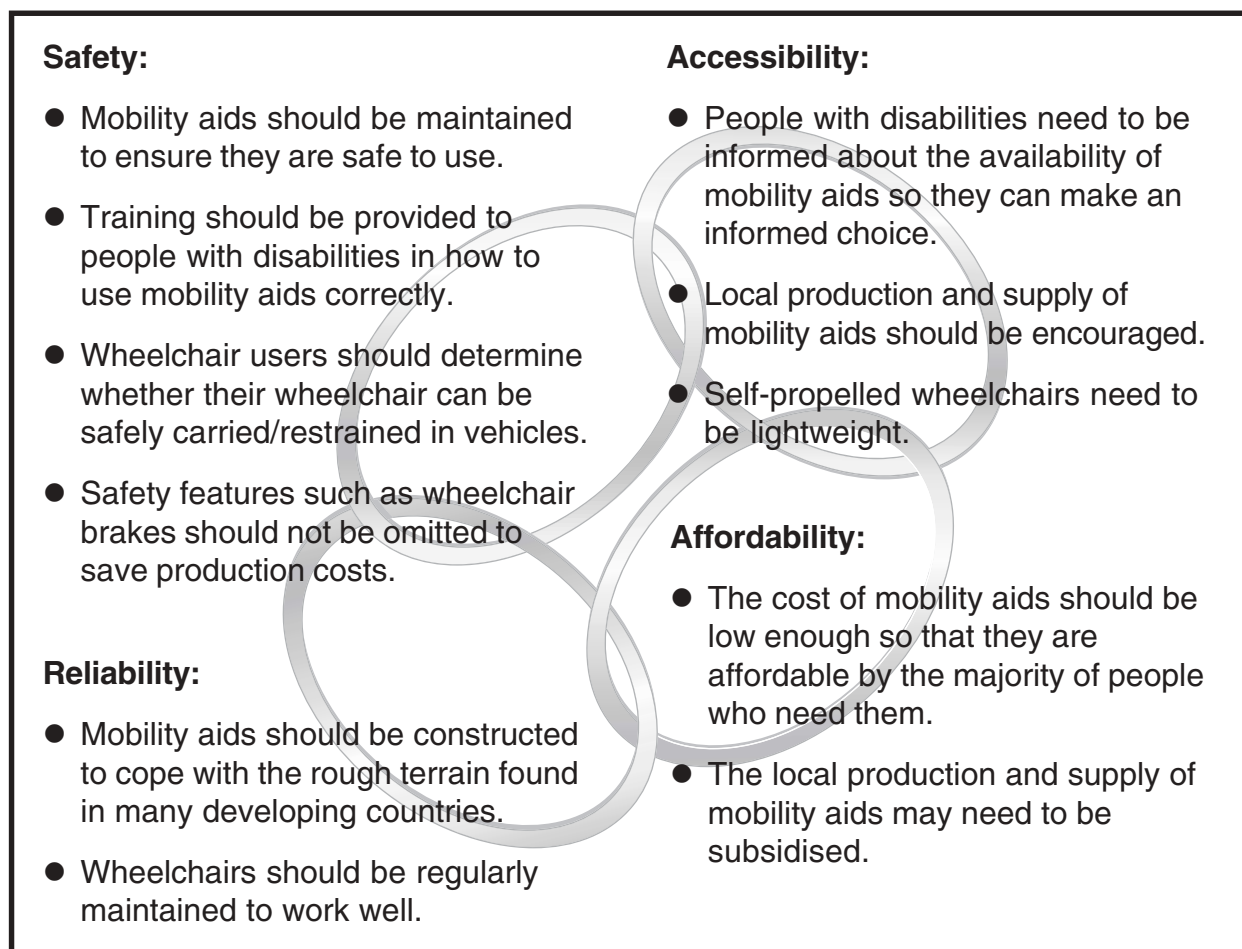 Safety:
● Mobility aids should be maintained
to ensure they are safe to use.
● Training should be provided to
people with disabilities in how to
use mobility aids correctly.
● Wheelchair users should determine
whether their wheelchair can be
safely carried/restrained in vehicles.
● Safety features such as wheelchair
brakes should not be omitted to
save production costs.
Reliability:
● Mobility aids should be constructed
to cope with the rough terrain found
in many developing countries.
● Wheelchairs should be regularly
maintained to work well.
Accessibility:
● People with disabilities need to be
informed about the availability of
mobility aids so they can make an
informed choice.
● Local production and supply of
mobility aids should be encouraged.
● Self-propelled wheelchairs need to
be lightweight.
Affordability:
● The cost of mobility aids should be
low enough so that they are
affordable by the majority of people
who need them.
● The local production and supply of
mobility aids may need to be
subsidised.